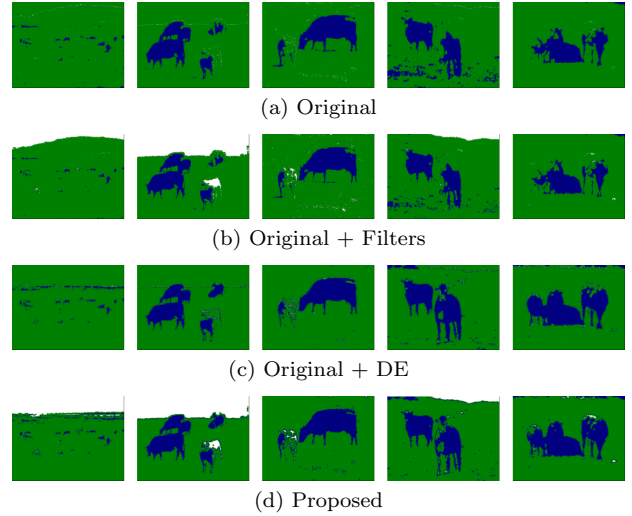 (a) Original
(b) Original + Filters
(c) Original + DE
(d) Proposed